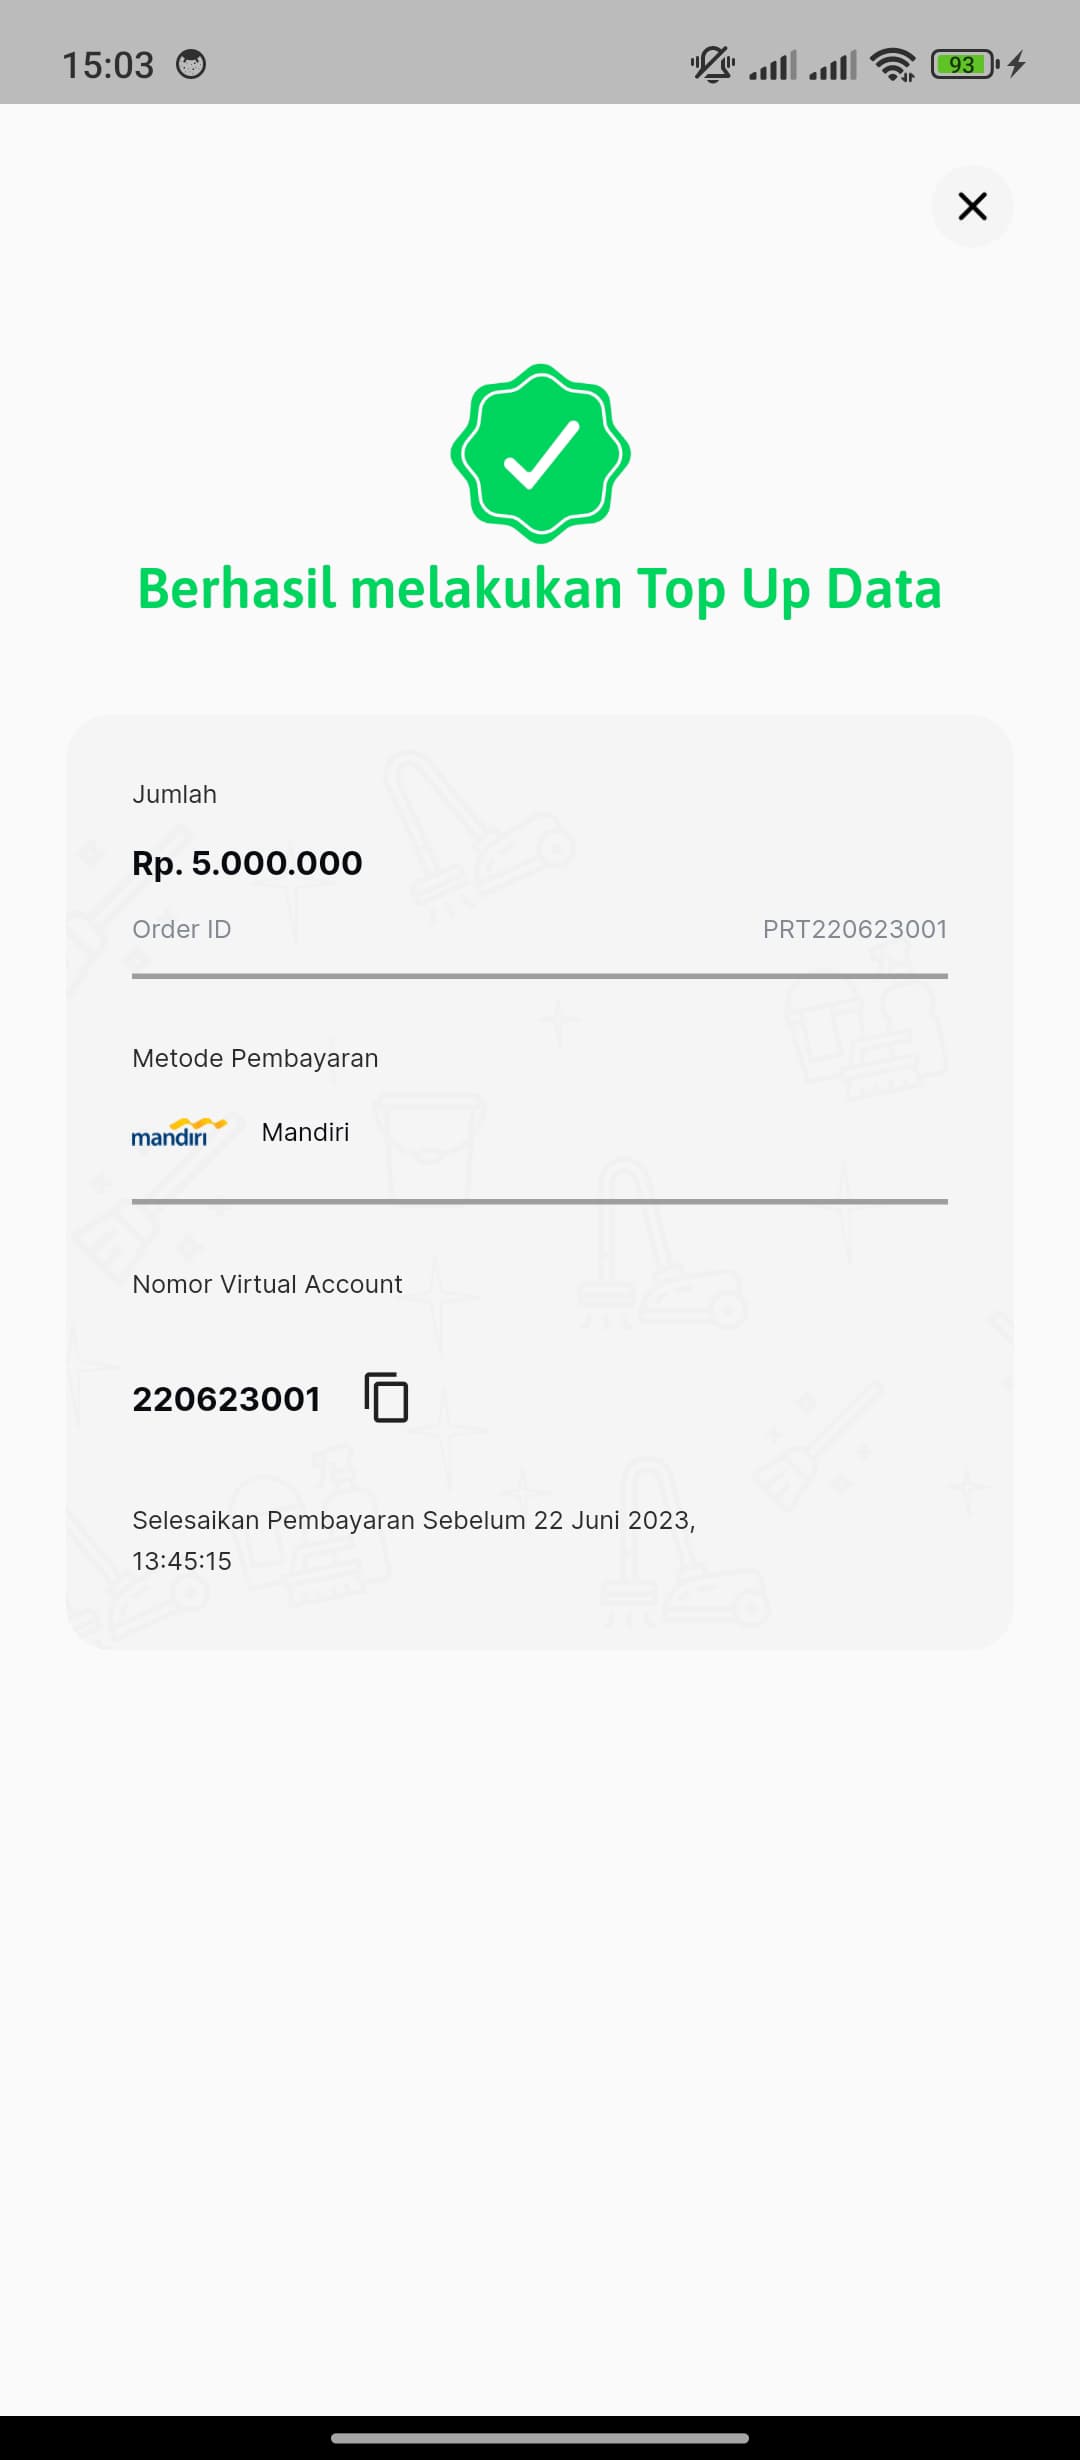 15:03
93
Berhasil melakukan Top Up Data
Jumlah
Rp. 5.000.000
Order ID PRT220623001
Metode Pembayaran
mandırı Mandiri
Nomor Virtual Account
220623001
Selesaikan Pembayaran Sebelum 22 Juni 2023,
13:45:15